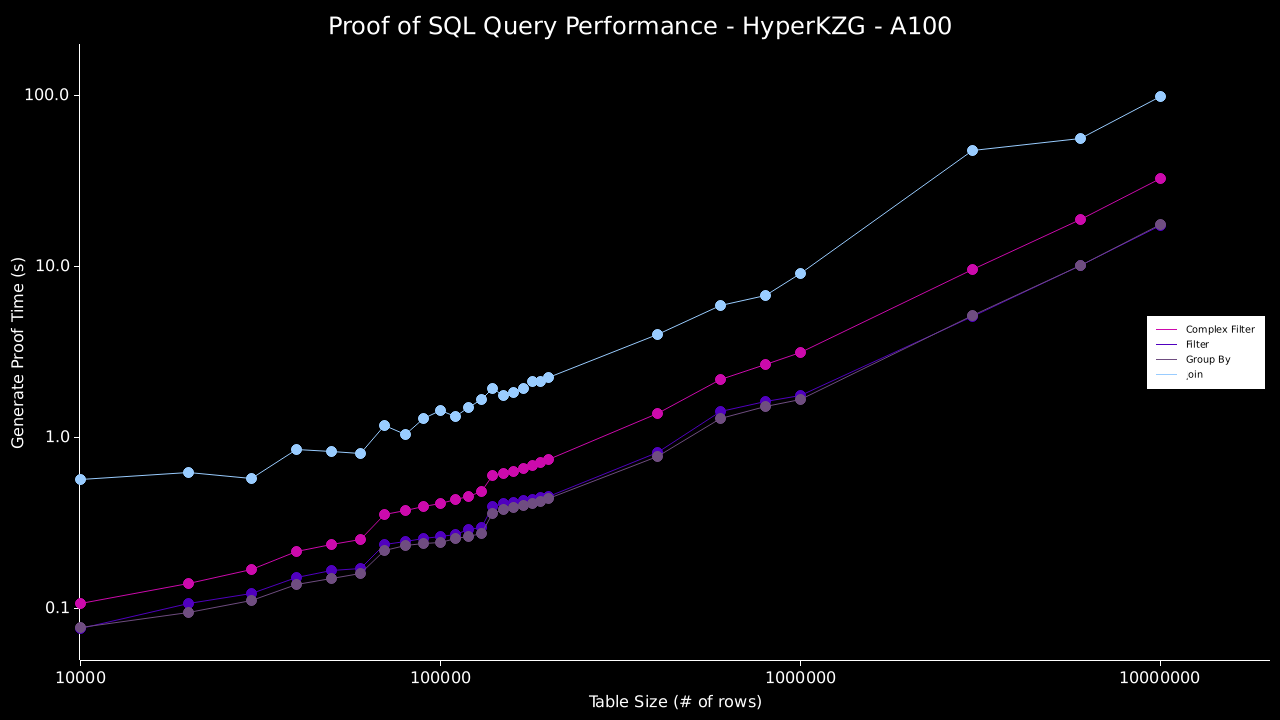 Proof of SQL Query Performance - HyperKZG - A100
100.0
10.0
1.0
0.1
Generate Proof Time (s)
10000
100000
1000000
10000000
Table Size (# of rows)
Complex Filter
Filter
Group By
Join